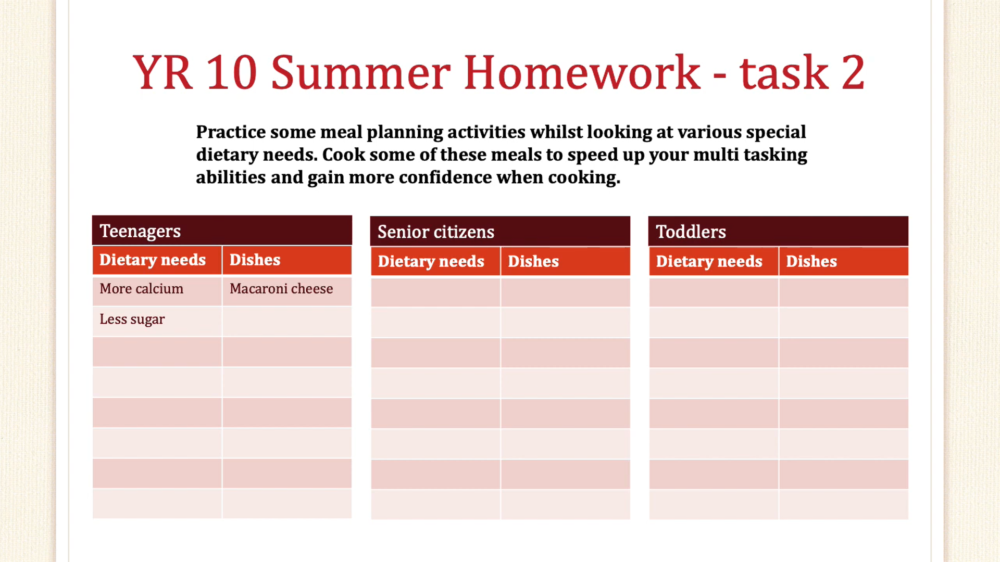 YR 10 Summer Homework - task 2
Practice some meal planning activities whilst looking at various special
dietary needs. Cook some of these meals to speed up your multi tasking
abilities and gain more confidence when cooking.
Teenagers
Dietary needs Dishes
More calcium Macaroni cheese
Less sugar
Senior citizens
Dietary needs Dishes
Toddlers
Dietary needs Dishes